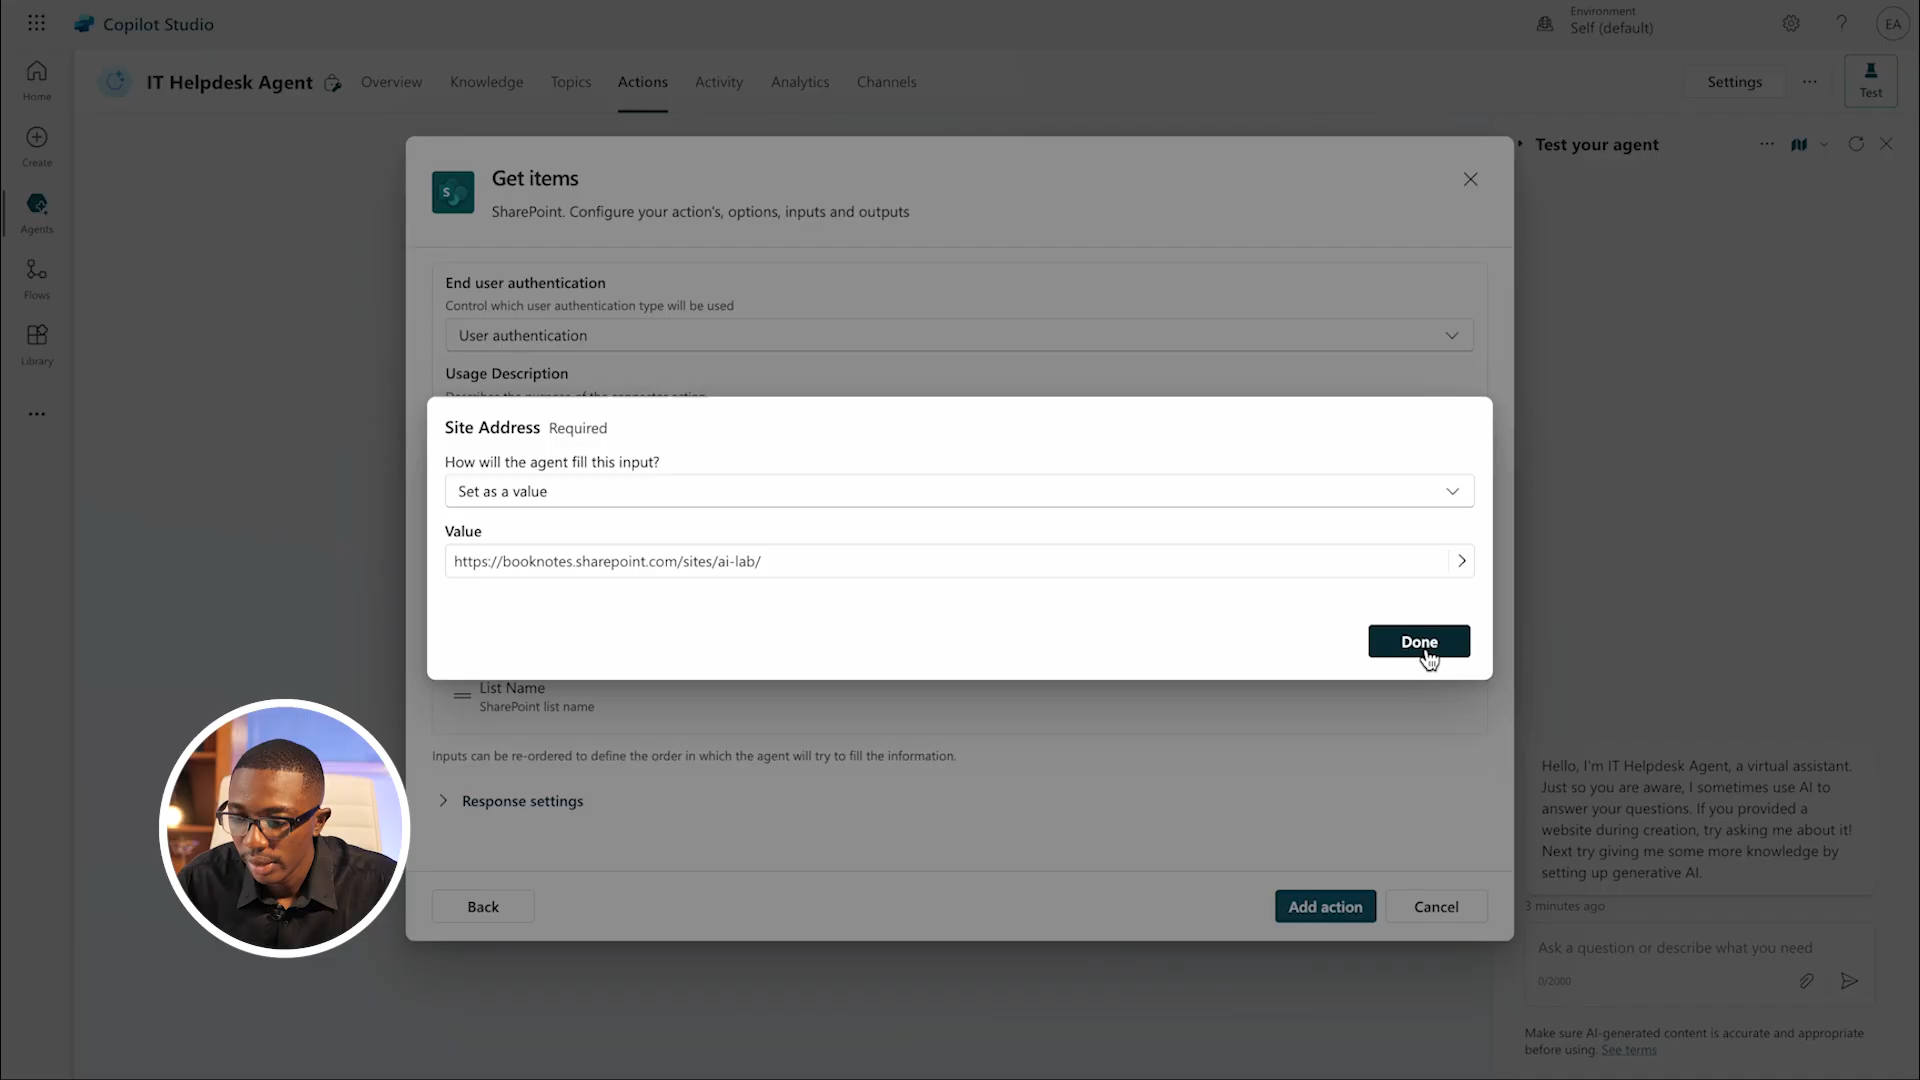 Copilot Studio
Environment
Self (default)
EA
Home
Create
Agents
Flows
Library
IT Helpdesk Agent
Overview
Knowledge
Topics
Actions
Activity
Analytics
Channels
Settings
Test
Test your agent
S
Get items
SharePoint. Configure your action's, options, inputs and outputs
End user authentication
Control which user authentication type will be used
User authentication
Usage Description
Site Address Required
How will the agent fill this input?
Set as a value
Value
https://booknotes.sharepoint.com/sites/ai-lab/
Done
List Name
SharePoint list name
Inputs can be re-ordered to define the order in which the agent will try to fill the information.
Response settings
Back
Add action
Cancel
Hello, I'm IT Helpdesk Agent, a virtual assistant.
Just so you are aware, I sometimes use AI to
answer your questions. If you provided a
website during creation, try asking me about it!
Next try giving me some more knowledge by
setting up generative AI.
3 minutes ago
Ask a question or describe what you need
0/2000
Make sure AI-generated content is accurate and appropriate
before using. See terms